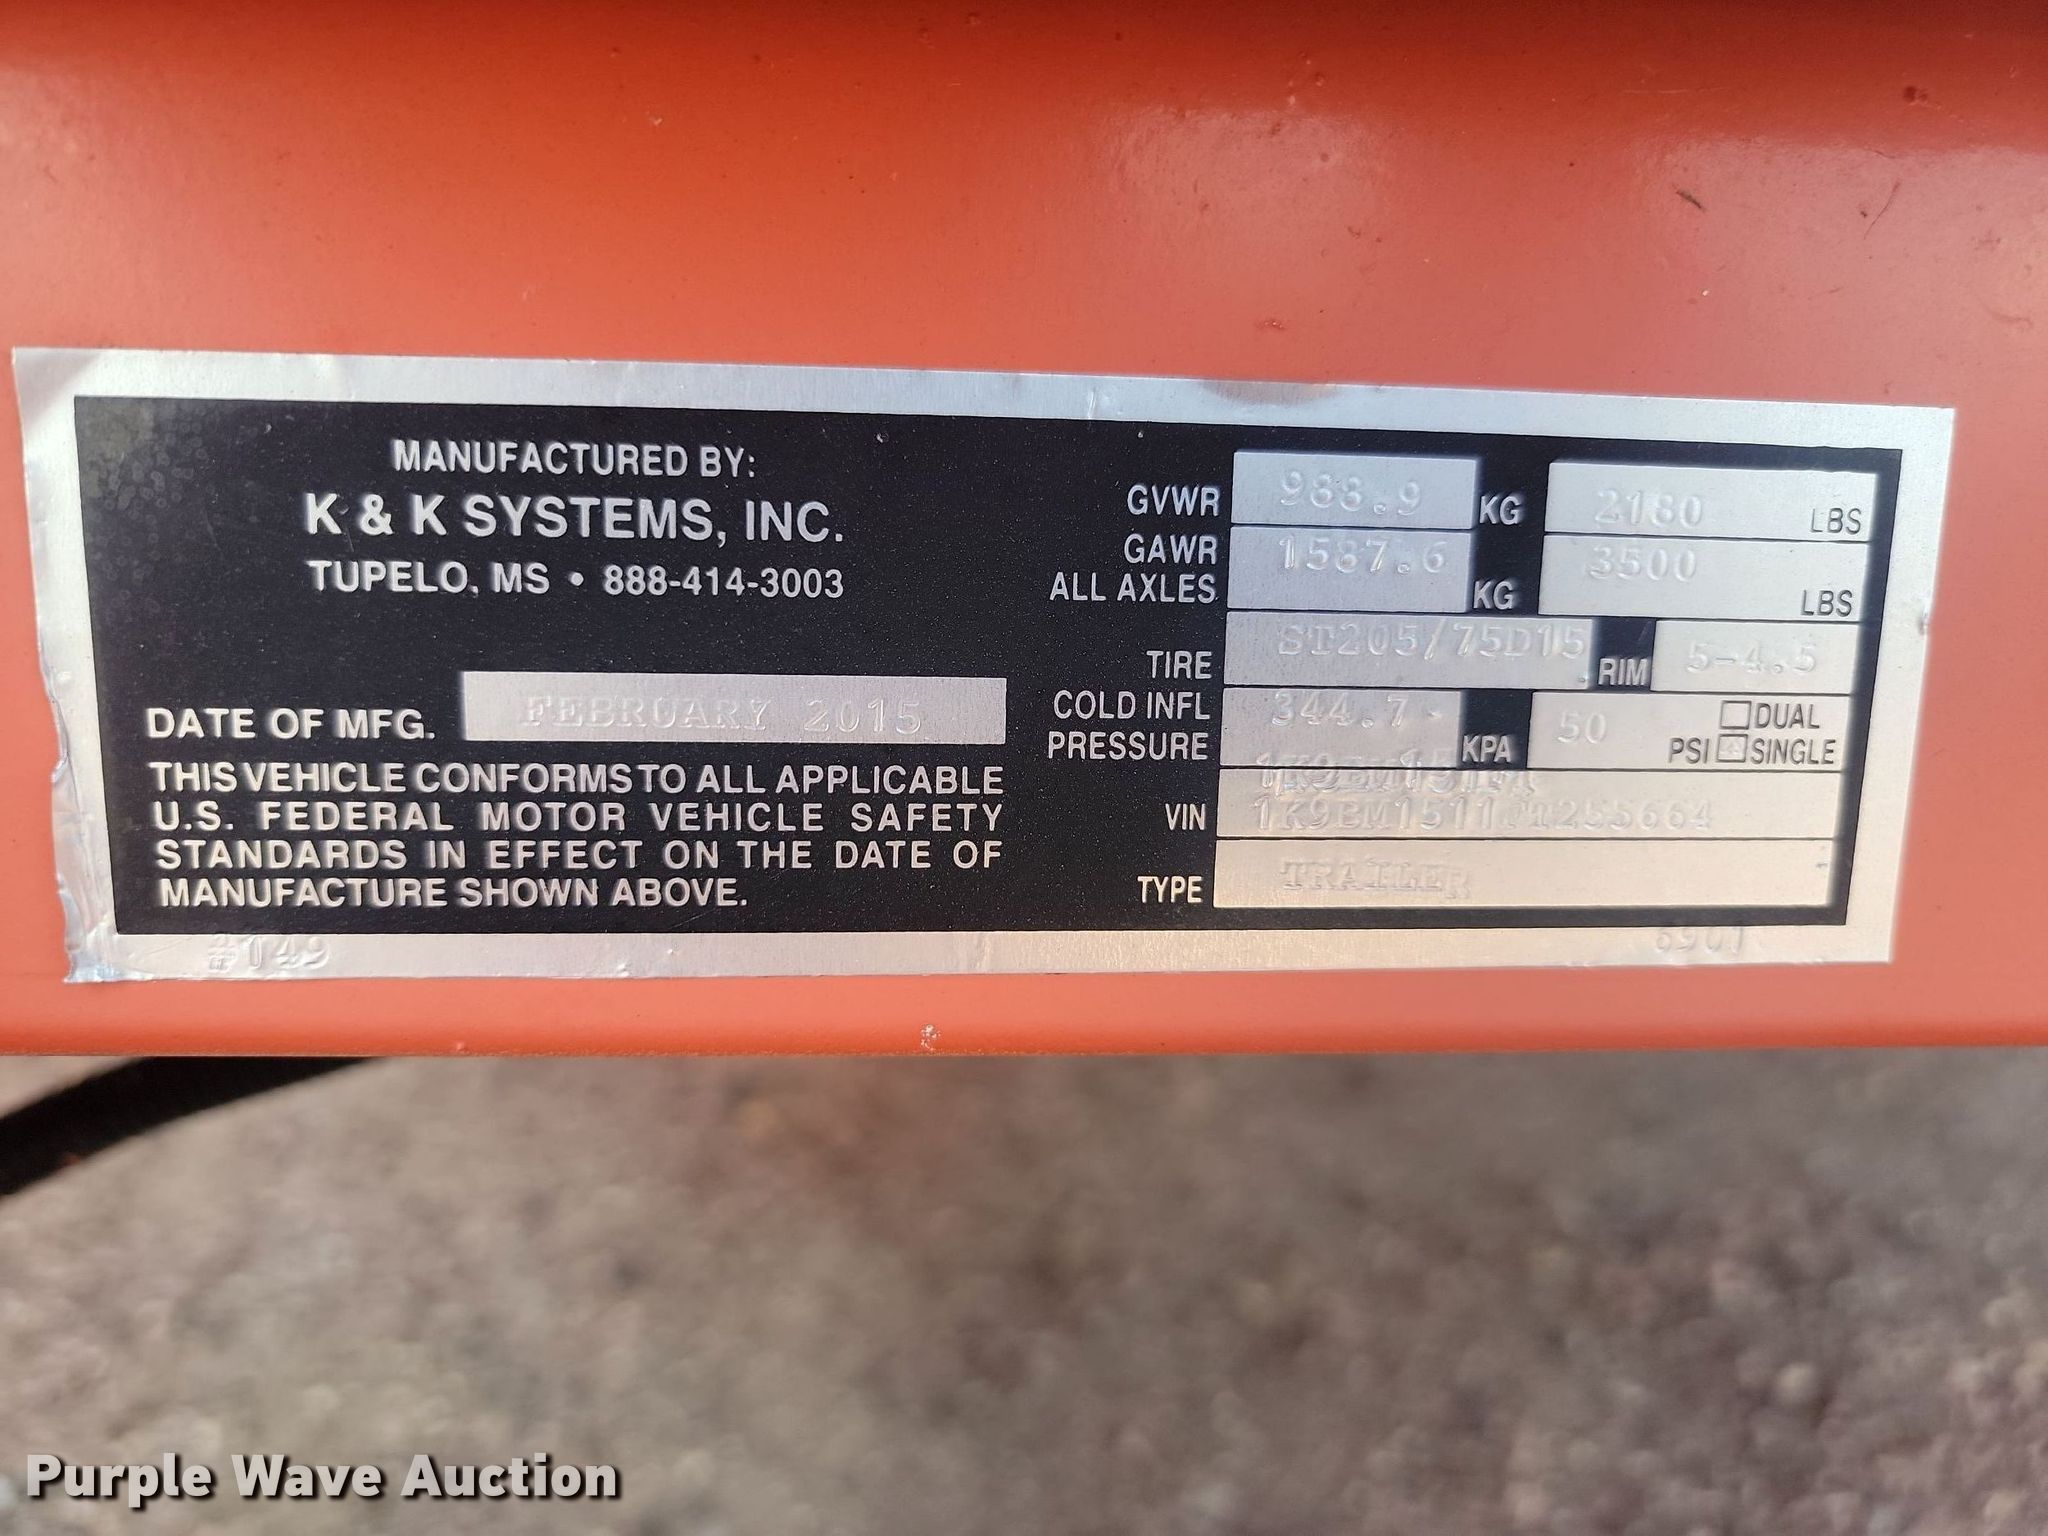 MANUFACTURED BY:
K & K SYSTEMS, INC.
TUPELO, MS • 888-414-3003
DATE OF MFG. FEBRUARY 2015
THIS VEHICLE CONFORMS TO ALL APPLICABLE
U.S. FEDERAL MOTOR VEHICLE SAFETY
STANDARDS IN EFFECT ON THE DATE OF
MANUFACTURE SHOWN ABOVE.
#149
GVWR 988.9 KG 2180 LBS
GAWR
ALL AXLES 1587.6 KG 3500 LBS
TIRE ST205/75D15 RIM 5-4.5
COLD INFL
PRESSURE 344.7 KPA 50 PSI DUAL
SINGLE
VIN
TYPE TRAILER
6901
Purple Wave Auction